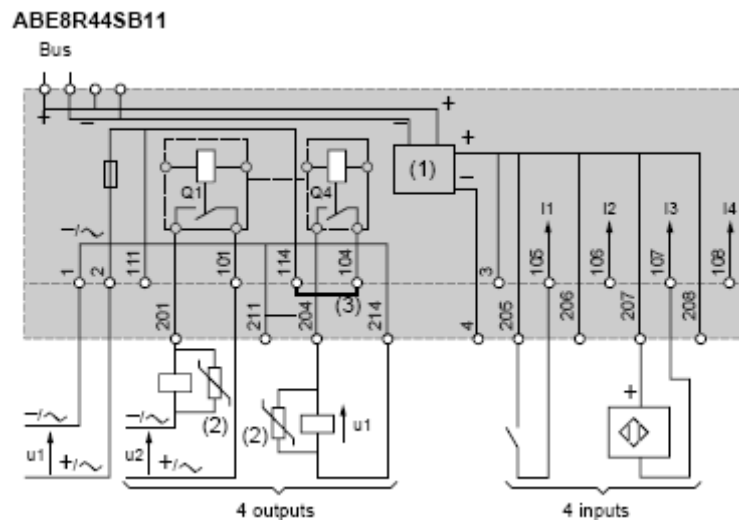 ABE8R44SB11
Bus
+ − + −
+
(1)
−
Q1 Q4
I1 I2 I3 I4
−/~
1 2 111 101 114 104 3 105 106 107 108
(3)
201 211 204 214 4 205 206 207 208
(2) (2) u1
+
−/~ −/~
u1 u2
+/~ +/~
4 outputs 4 inputs